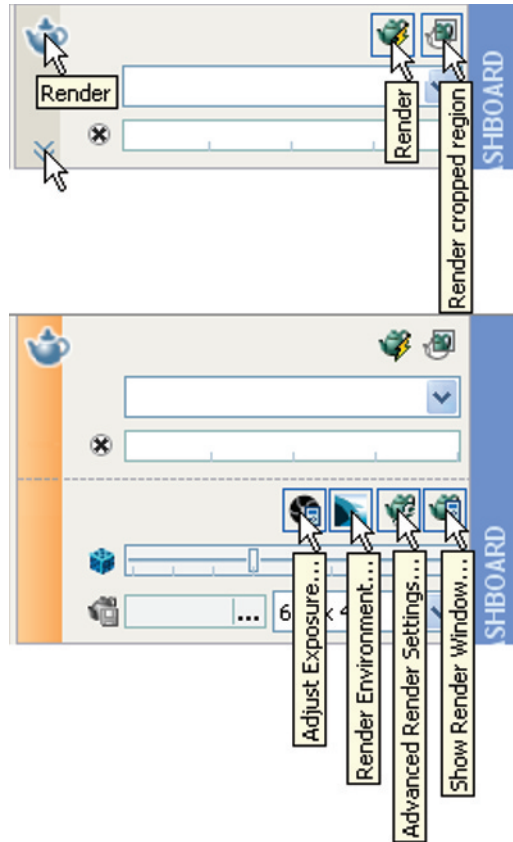 Render
Render
Render cropped region
SHBOARD
Adjust Exposure...
Render Environment...
Advanced Render Settings...
Show Render Window...
...
SHBOARD